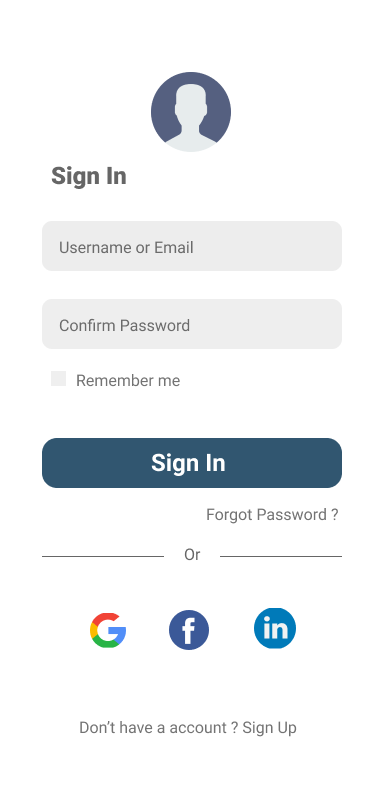 Sign In
Username or Email
Confirm Password
Remember me
Sign In
Forgot Password ?
Or
G f in
Don’t have a account ? Sign Up